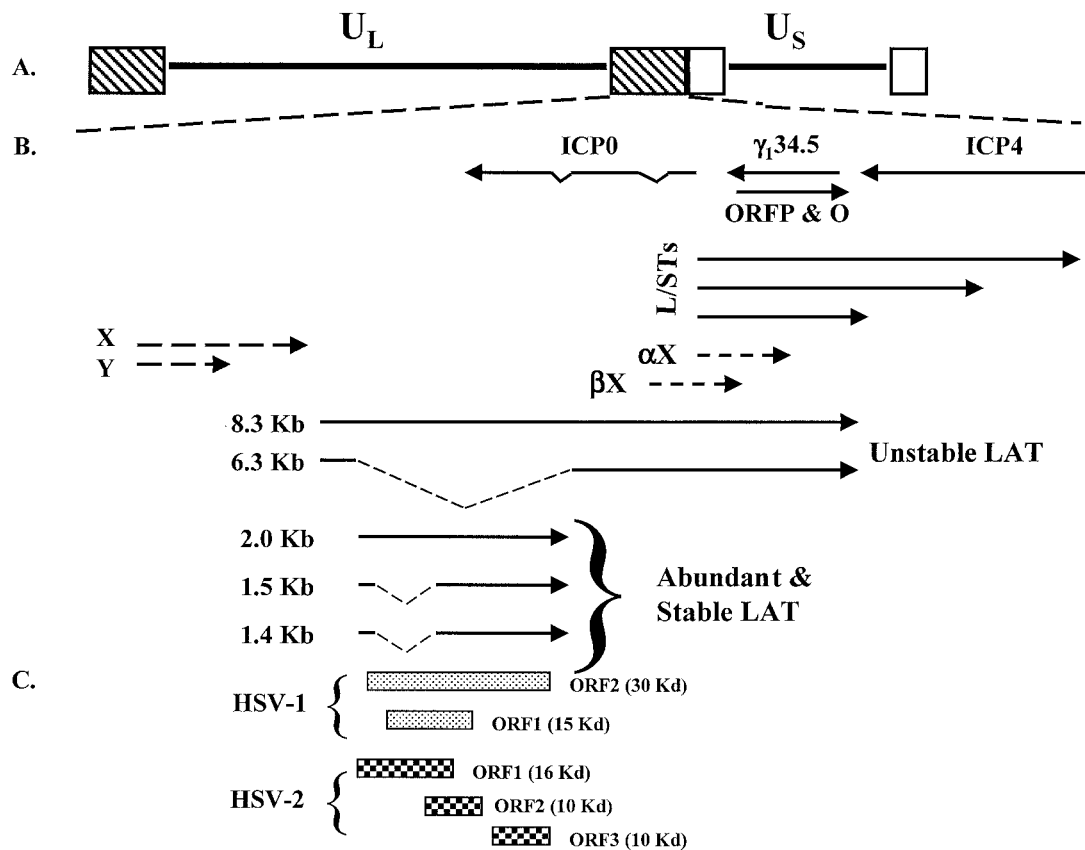 U_L
U_S
A.
B.
ICP0
γ₁34.5
ICP4
ORFP & O
L/STs
X
Y
αX
βX
8.3 Kb
6.3 Kb
Unstable LAT
2.0 Kb
1.5 Kb
1.4 Kb
Abundant &
Stable LAT
C.
HSV-1
ORF2 (30 Kd)
ORF1 (15 Kd)
HSV-2
ORF1 (16 Kd)
ORF2 (10 Kd)
ORF3 (10 Kd)